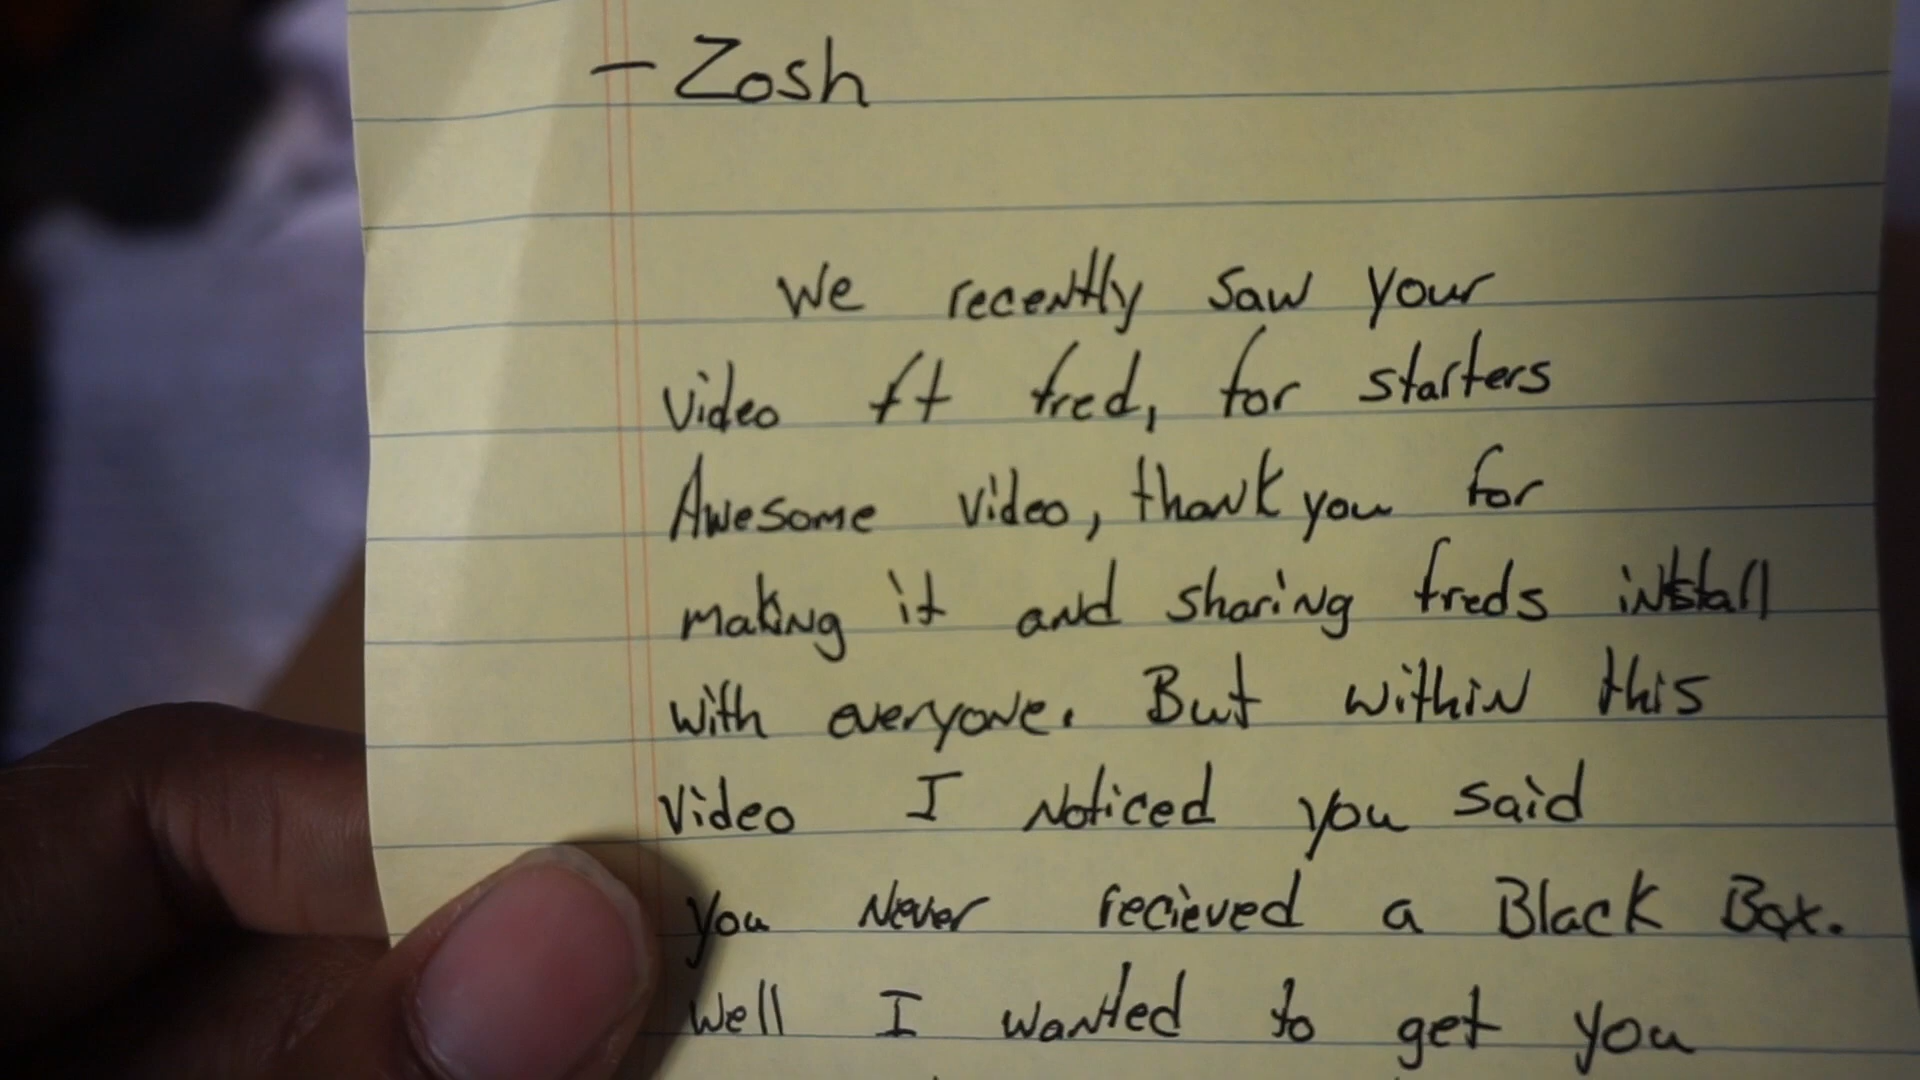 - Zosh
We recently saw your
video ft fred, for starters
Awesome video, thank you for
making it and sharing freds install
with everyone. But within this
video I noticed you said
you never recieved a Black Box.
Well I wanted to get you